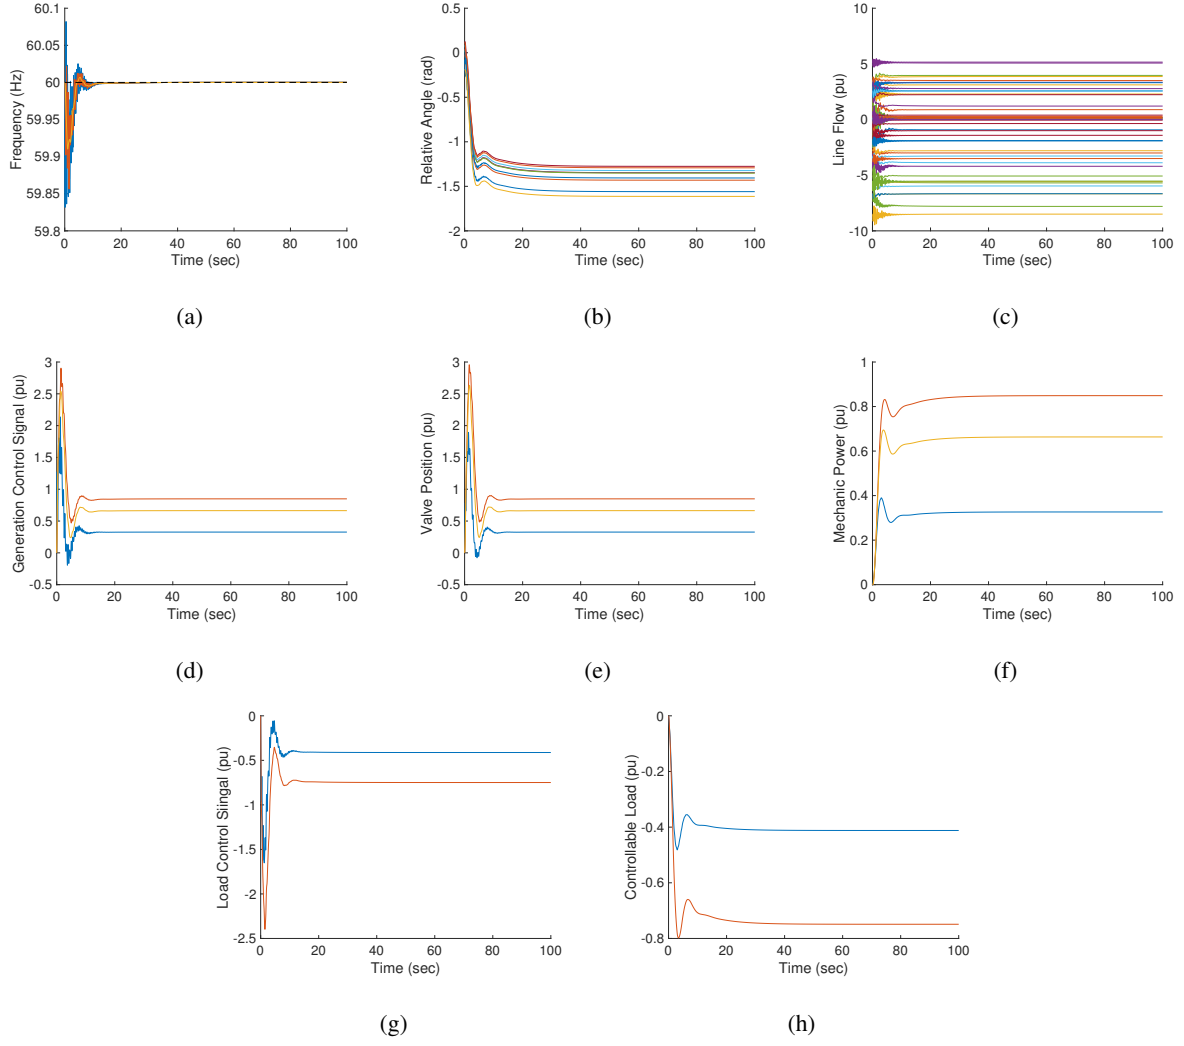 60.1
60.05
60
59.95
59.9
59.85
59.8
Frequency (Hz)
0 20 40 60 80 100
Time (sec)
(a)
0.5
0
-0.5
-1
-1.5
-2
Relative Angle (rad)
0 20 40 60 80 100
Time (sec)
(b)
10
5
0
-5
-10
Line Flow (pu)
0 20 40 60 80 100
Time (sec)
(c)
3
2.5
2
1.5
1
0.5
0
-0.5
Generation Control Signal (pu)
0 20 40 60 80 100
Time (sec)
(d)
3
2.5
2
1.5
1
0.5
0
-0.5
Valve Position (pu)
0 20 40 60 80 100
Time (sec)
(e)
1
0.8
0.6
0.4
0.2
0
Mechanic Power (pu)
0 20 40 60 80 100
Time (sec)
(f)
0
-0.5
-1
-1.5
-2
-2.5
Load Control Siingal (pu)
0 20 40 60 80 100
Time (sec)
(g)
0
-0.2
-0.4
-0.6
-0.8
Controllable Load (pu)
0 20 40 60 80 100
Time (sec)
(h)